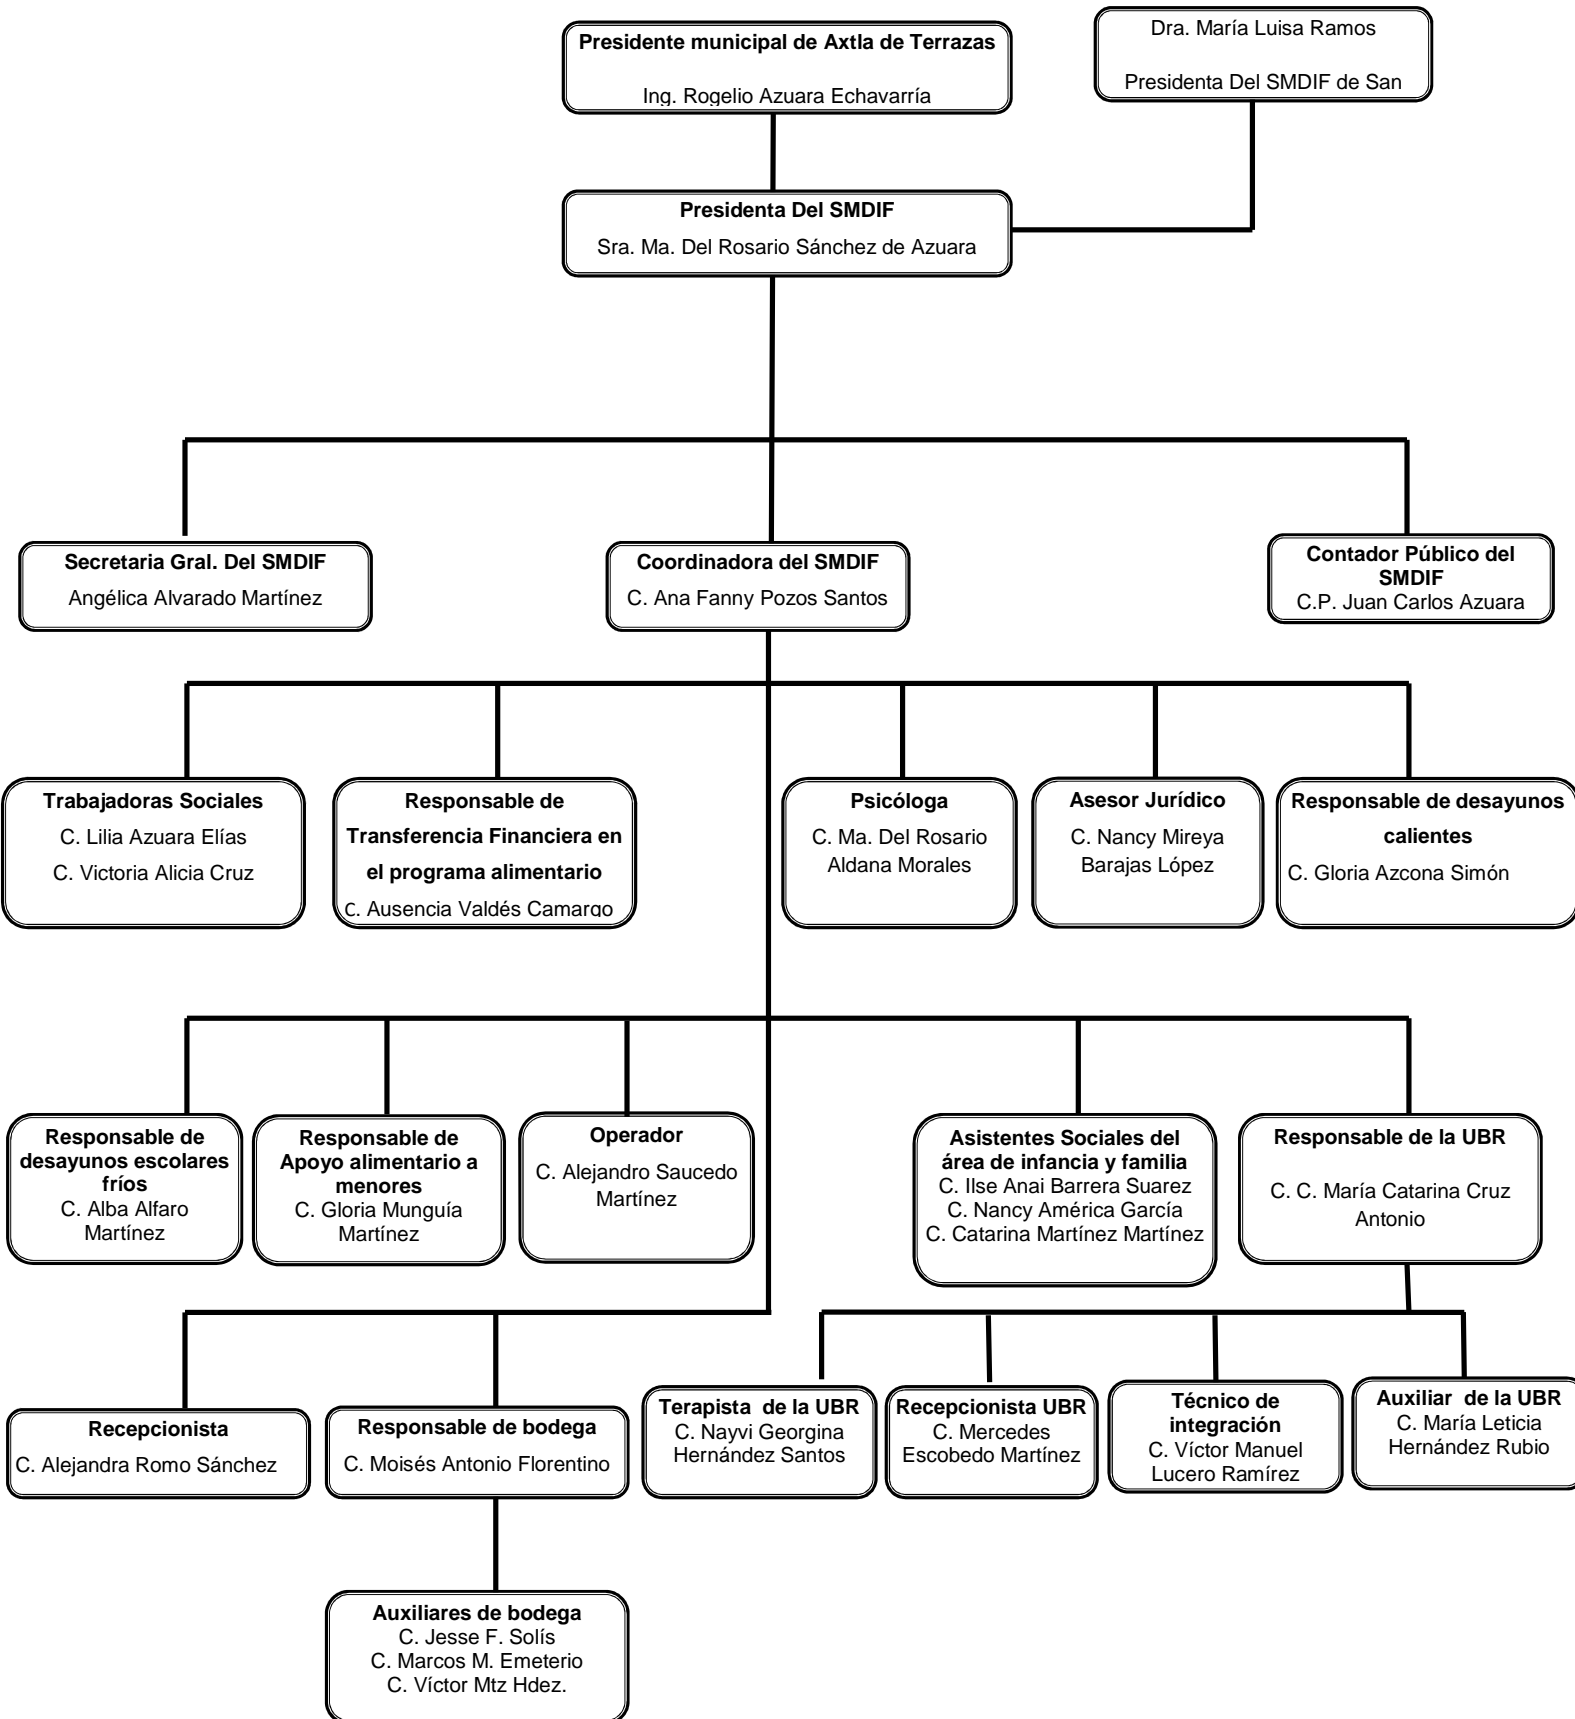 Presidente municipal de Axtla de Terrazas
Ing. Rogelio Azuara Echavarría
Dra. María Luisa Ramos
Presidenta Del SMDIF de San
Presidenta Del SMDIF
Sra. Ma. Del Rosario Sánchez de Azuara
Secretaria Gral. Del SMDIF
Angélica Alvarado Martínez
Coordinadora del SMDIF
C. Ana Fanny Pozos Santos
Contador Público del
SMDIF
C.P. Juan Carlos Azuara
Trabajadoras Sociales
C. Lilia Azuara Elías
C. Victoria Alicia Cruz
Responsable de
Transferencia Financiera en
el programa alimentario
C. Ausencia Valdés Camargo
Psicóloga
C. Ma. Del Rosario
Aldana Morales
Asesor Jurídico
C. Nancy Mireya
Barajas López
Responsable de desayunos
calientes
C. Gloria Azcona Simón
Responsable de
desayunos escolares
fríos
C. Alba Alfaro
Martínez
Responsable de
Apoyo alimentario a
menores
C. Gloria Munguía
Martínez
Operador
C. Alejandro Saucedo
Martínez
Asistentes Sociales del
área de infancia y familia
C. Ilse Anai Barrera Suarez
C. Nancy América García
C. Catarina Martínez Martínez
Responsable de la UBR
C. C. María Catarina Cruz
Antonio
Recepcionista
C. Alejandra Romo Sánchez
Responsable de bodega
C. Moisés Antonio Florentino
Terapista de la UBR
C. Nayvi Georgina
Hernández Santos
Recepcionista UBR
C. Mercedes
Escobedo Martínez
Técnico de
integración
C. Víctor Manuel
Lucero Ramírez
Auxiliar de la UBR
C. María Leticia
Hernández Rubio
Auxiliares de bodega
C. Jesse F. Solís
C. Marcos M. Emeterio
C. Víctor Mtz Hdez.